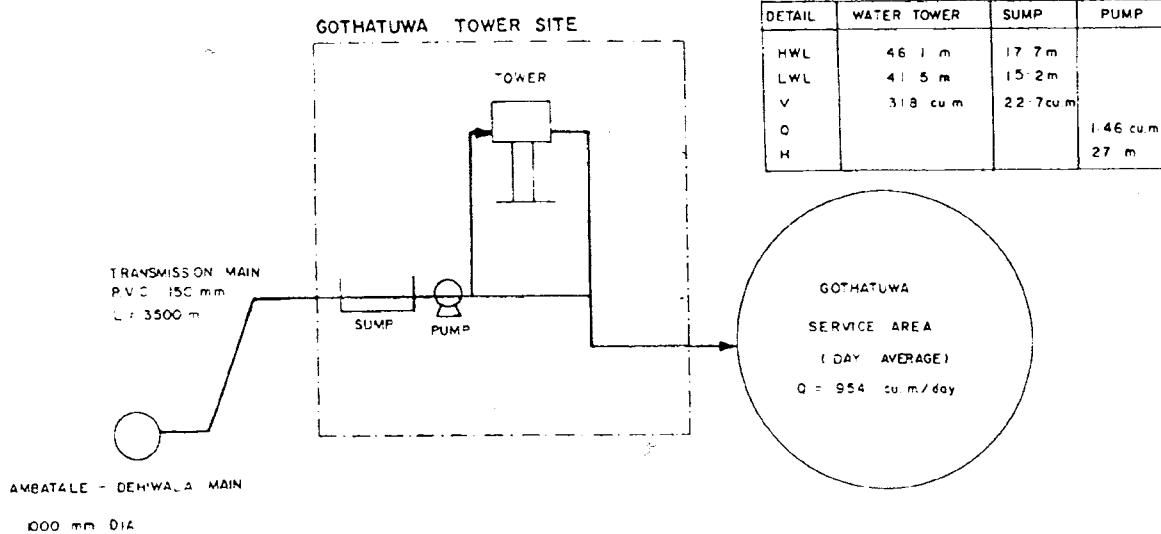 GOTHATUWA TOWER SITE
DETAIL WATER TOWER SUMP PUMP
HWL 46 1 m 17 7 m
LWL 41 5 m 15·2 m
V 318 cu m 22·7 cu.m
Q 1·46 cu.m
H 27 m
TOWER
TRANSMISSION MAIN
P.V.C 150 mm
L = 3500 m
SUMP
PUMP
GOTHATUWA
SERVICE AREA
( DAY AVERAGE )
Q = 954 cu. m/day
AMBATALE - DEHIWALA MAIN
1000 mm DIA